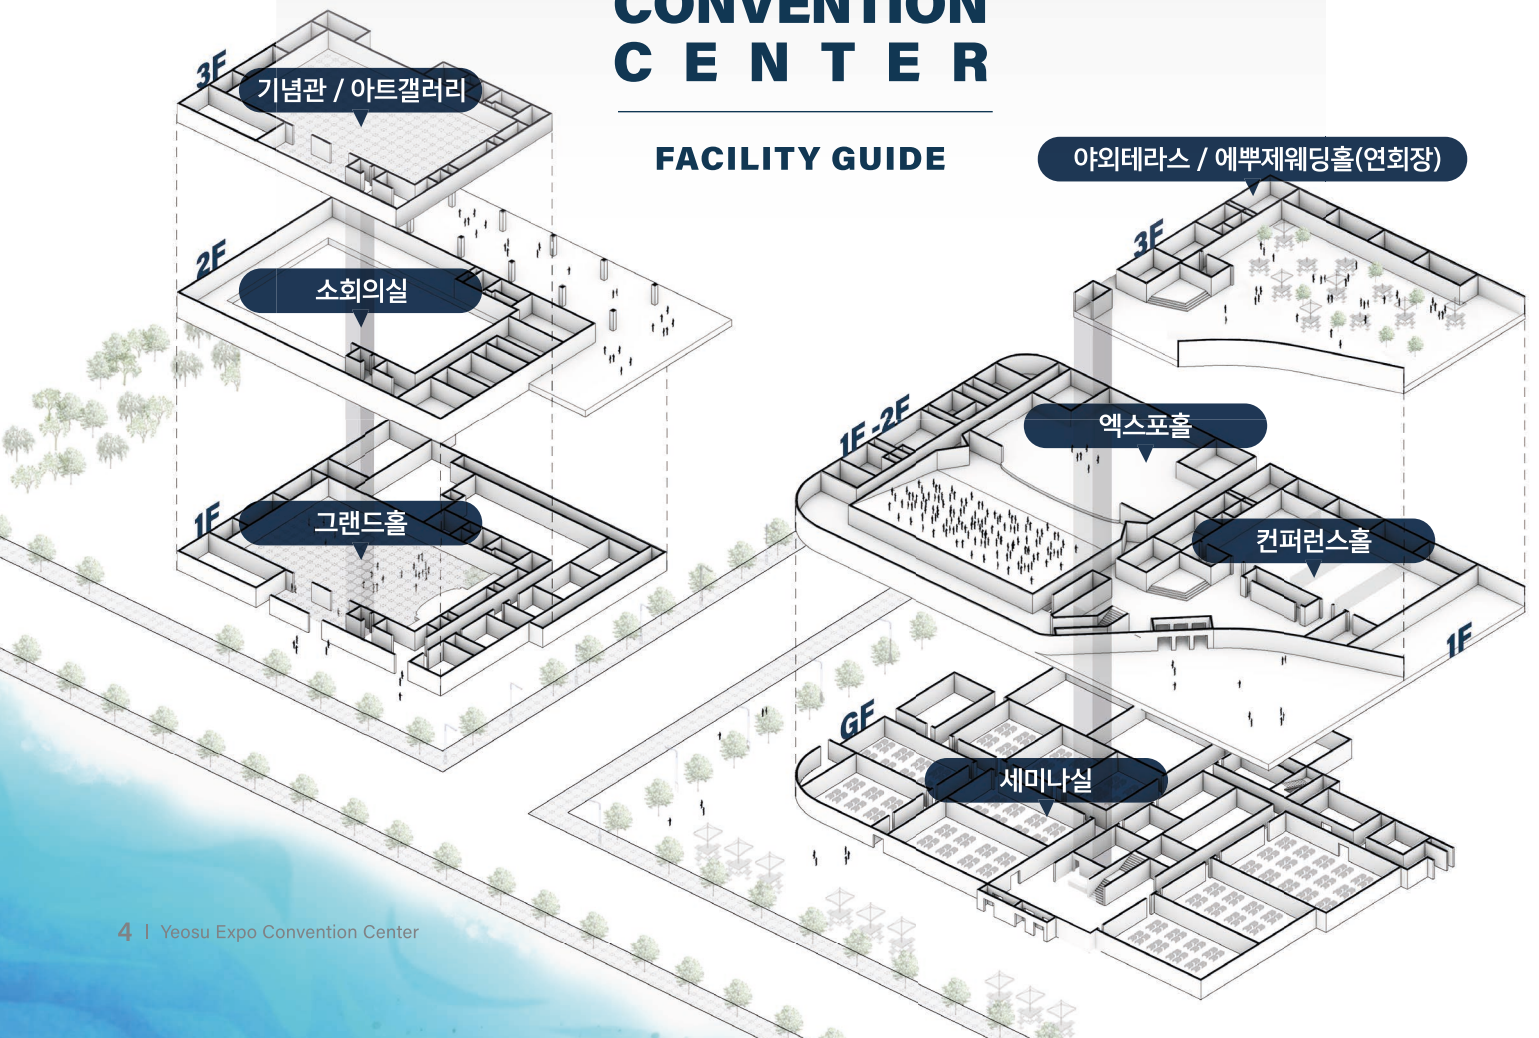 CONVENTION
CENTER
FACILITY GUIDE
3F
기념관 / 아트갤러리
2F
소회의실
1F
그랜드홀
야외테라스 / 에뿌제웨딩홀(연회장)
3F
1F -2F
엑스포홀
컨퍼런스홀
1F
GF
세미나실
4 | Yeosu Expo Convention Center